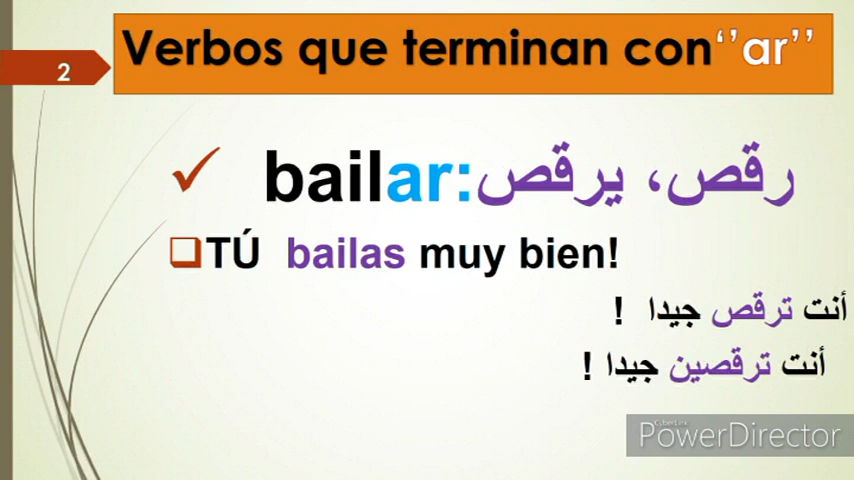 Verbos que terminan con‘’ar’’
2
bailar:رقص، يرقص
TÚ bailas muy bien!
أنت ترقص جيدا !
أنت ترقصين جيدا !
CyberLink
PowerDirector